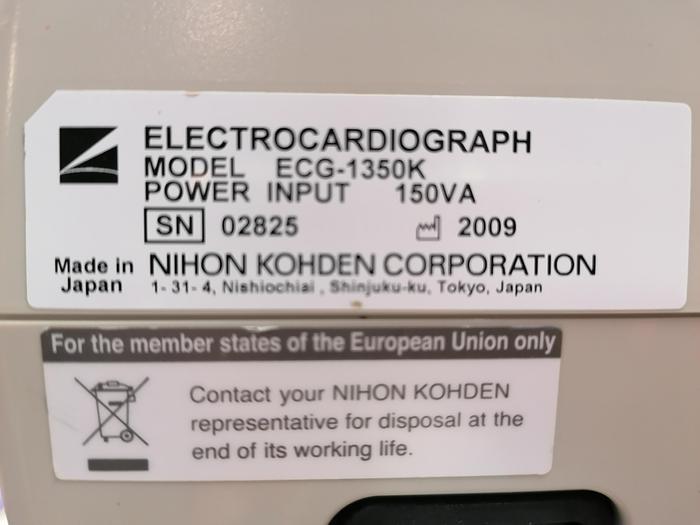 ELECTROCARDIOGRAPH
MODEL ECG-1350K
POWER INPUT 150VA
SN 02825 2009
Made in Japan NIHON KOHDEN CORPORATION
1-31-4, Nishiochiai, Shinjuku-ku, Tokyo, Japan
For the member states of the European Union only
Contact your NIHON KOHDEN
representative for disposal at the
end of its working life.